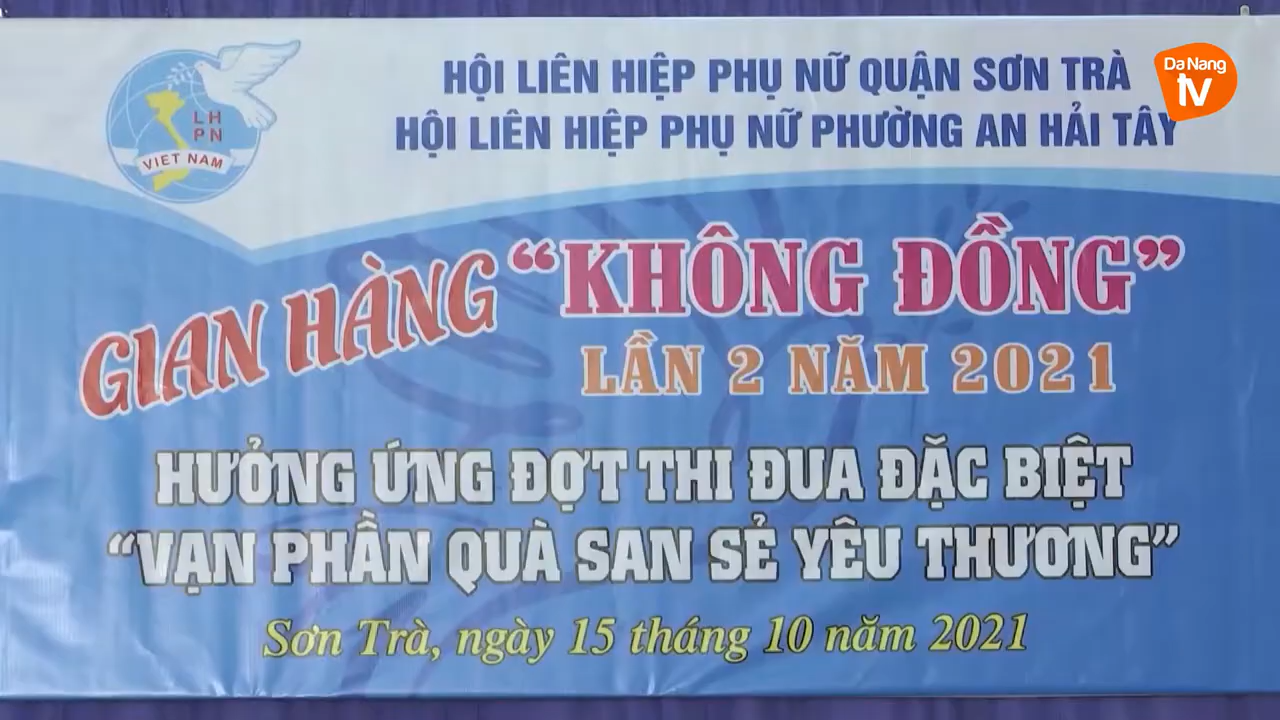 HỘI LIÊN HIỆP PHỤ NỮ QUẬN SƠN TRÀ
HỘI LIÊN HIỆP PHỤ NỮ PHƯỜNG AN HẢI TÂY
Da Nang
tv
LH
PN
VIET NAM
GIAN HÀNG “KHÔNG ĐỒNG”
LẦN 2 NĂM 2021
HƯỞNG ỨNG ĐỢT THI ĐUA ĐẶC BIỆT
“VẠN PHẦN QUÀ SAN SẺ YÊU THƯƠNG”
Sơn Trà, ngày 15 tháng 10 năm 2021